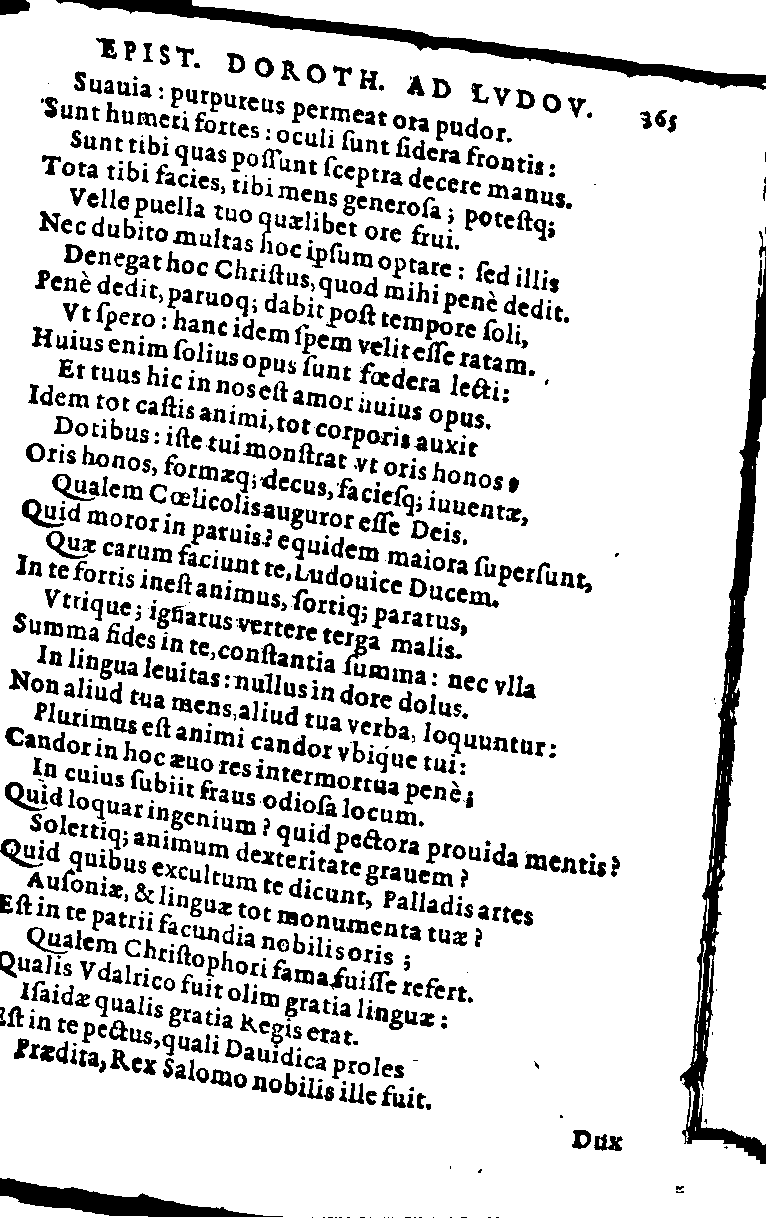 EPIST. DOROTH. AD LVDOV. 365
Suauia : purpureus permeat ora pudor.
Sunt humeri fortes : oculi ſunt ſidera frontis :
Sunt tibi quas poſſunt ſceptra decere manus.
Tota tibi facies, tibi mens generoſa ; poteſtq;
Velle puella tuo quælibet ore frui.
Nec dubito multas hoc ipſum optare : ſed illis
Denegat hoc Chriſtus, quod mihi penè dedit.
Penè dedit, paruoq; dabit poſt tempore ſoli,
Vt ſpero : hanc idem ſpem velit eſſe ratam.
Huius enim ſolius opus ſunt fœdera lecti :
Et tuus hic in nos eſt amor huius opus.
Idem tot caſtis animi, tot corporis auxit
Dotibus : iſte tui monſtrat vt oris honos,
Oris honos, formæq; decus, facieſq; iuuentæ,
Qualem Cœlicolis auguror eſſe Deis.
Quid moror in paruis? equidem maiora ſuperſunt,
Quæ carum faciunt te, Ludouice Ducem.
In te fortis ineſt animus, fortiq; paratus,
Vtrique ; ignarus vertere terga malis.
Summa fides in te, conſtantia ſumma : nec vlla
In lingua leuitas : nullus in dore dolus.
Non aliud tua mens, aliud tua verba, loquuntur :
Plurimus eſt animi candor vbique tui :
Candor in hoc æuo res intermortua penè ;
In cuius ſubiit fraus odioſa locum.
Quid loquar ingenium ? quid pectora prouida mentis ?
Solertiq; animum dexteritate grauem ?
Quid quibus excultum te dicunt, Palladis artes
Auſoniæ, & linguæ tot monumenta tuæ ?
Eſt in te patrii facundia nobilis oris ;
Qualem Chriſtophori fama fuiſſe refert.
Qualis Vdalrico fuit olim gratia linguæ :
Iſaidæ qualis gratia Regis erat.
Eſt in te pectus, quali Dauidica proles
Prædita, Rex Salomo nobilis ille fuit.
Dux